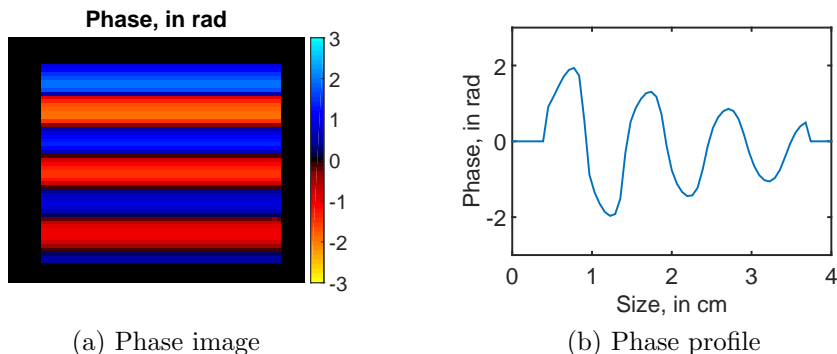 Phase, in rad
3
2
1
0
-1
-2
-3
(a) Phase image
Phase, in rad
2
0
-2
0 1 2 3 4
Size, in cm
(b) Phase profile